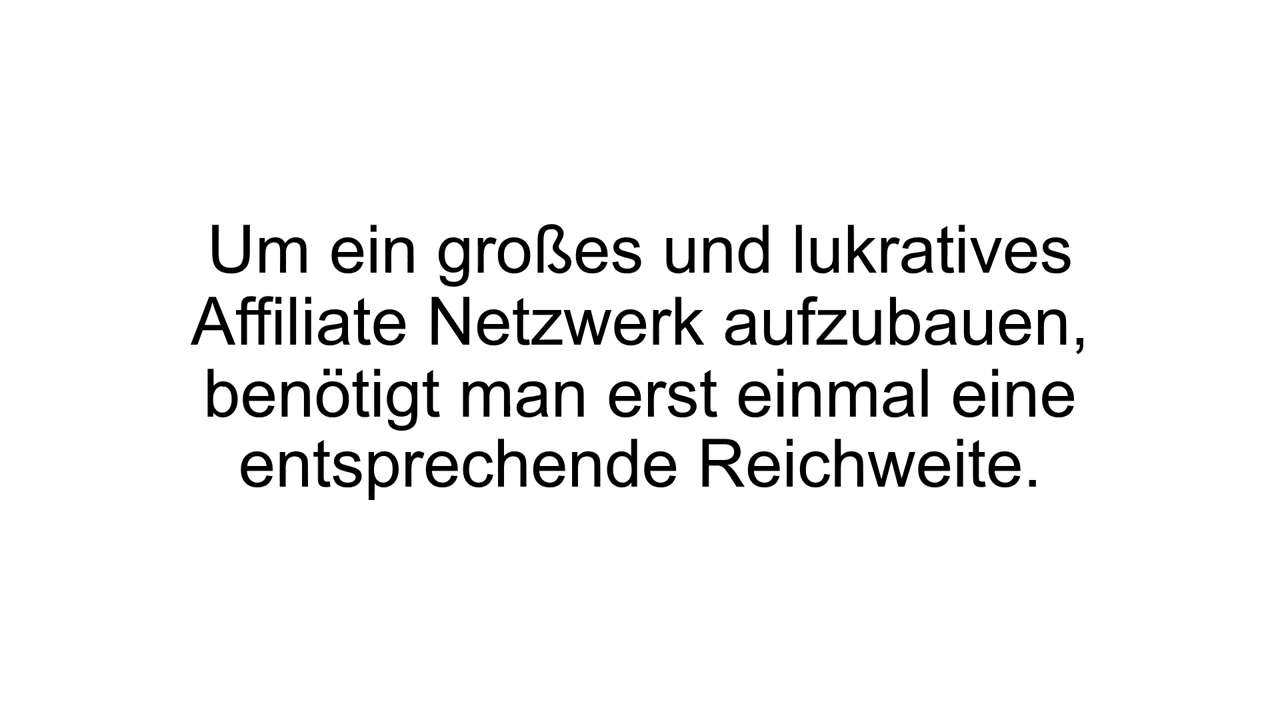 Um ein großes und lukratives
Affiliate Netzwerk aufzubauen,
benötigt man erst einmal eine
entsprechende Reichweite.